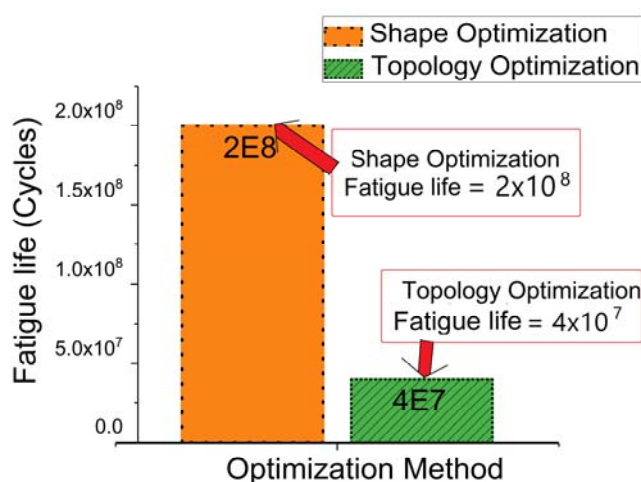 Shape Optimization
Topology Optimization
Fatigue life (Cycles)
2.0x10⁸
1.5x10⁸
1.0x10⁸
5.0x10⁷
0.0
2E8
Shape Optimization
Fatigue life = 2x10⁸
Topology Optimization
Fatigue life = 4x10⁷
4E7
Optimization Method